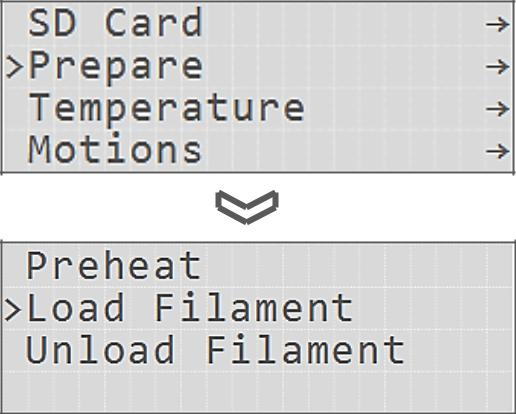 SD Card →
>Prepare →
Temperature →
Motions →
Preheat
>Load Filament
Unload Filament